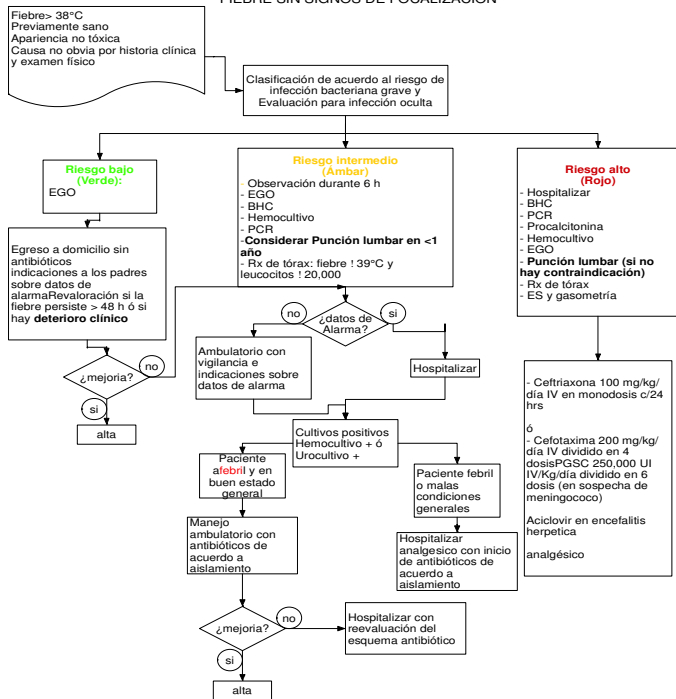 FIEBRE SIN SIGNOS DE FOCALIZACIÓN
Fiebre> 38°C
Previamente sano
Apariencia no tóxica
Causa no obvia por historia clínica
y examen físico
Clasificación de acuerdo al riesgo de
infección bacteriana grave y
Evaluación para infección oculta
Riesgo bajo
(Verde):
EGO
Riesgo intermedio
(Ámbar)
- Observación durante 6 h
- EGO
- BHC
- Hemocultivo
- PCR
-Considerar Punción lumbar en <1
año
- Rx de tórax: fiebre ! 39°C y
leucocitos ! 20,000
Riesgo alto
(Rojo)
- Hospitalizar
- BHC
- PCR
- Procalcitonina
- Hemocultivo
- EGO
- Punción lumbar (si no
hay contraindicación)
- Rx de tórax
- ES y gasometría
Egreso a domicilio sin
antibióticos
indicaciones a los padres
sobre datos de
alarmaRevaloración si la
fiebre persiste > 48 h ó si
hay deterioro clínico
¿mejoria?
no
si
alta
¿datos de
Alarma?
no
si
Ambulatorio con
vigilancia e
indicaciones sobre
datos de alarma
Hospitalizar
Cultivos positivos
Hemocultivo + ó
Urocultivo +
Paciente
afebril y en
buen estado
general
Paciente febril
o malas
condiciones
generales
Manejo
ambulatorio con
antibióticos de
acuerdo a
aislamiento
Hospitalizar
analgesico con inicio
de antibióticos de
acuerdo a
aislamiento
¿mejoria?
no
si
Hospitalizar con
reevaluación del
esquema antibiótico
alta
- Ceftriaxona 100 mg/kg/
día IV en monodosis c/24
hrs
ó
- Cefotaxima 200 mg/kg/
día IV dividido en 4
dosisPGSC 250,000 UI
IV/Kg/día dividido en 6
dosis (en sospecha de
meningococo)
Aciclovir en encefalitis
herpetica
analgésico